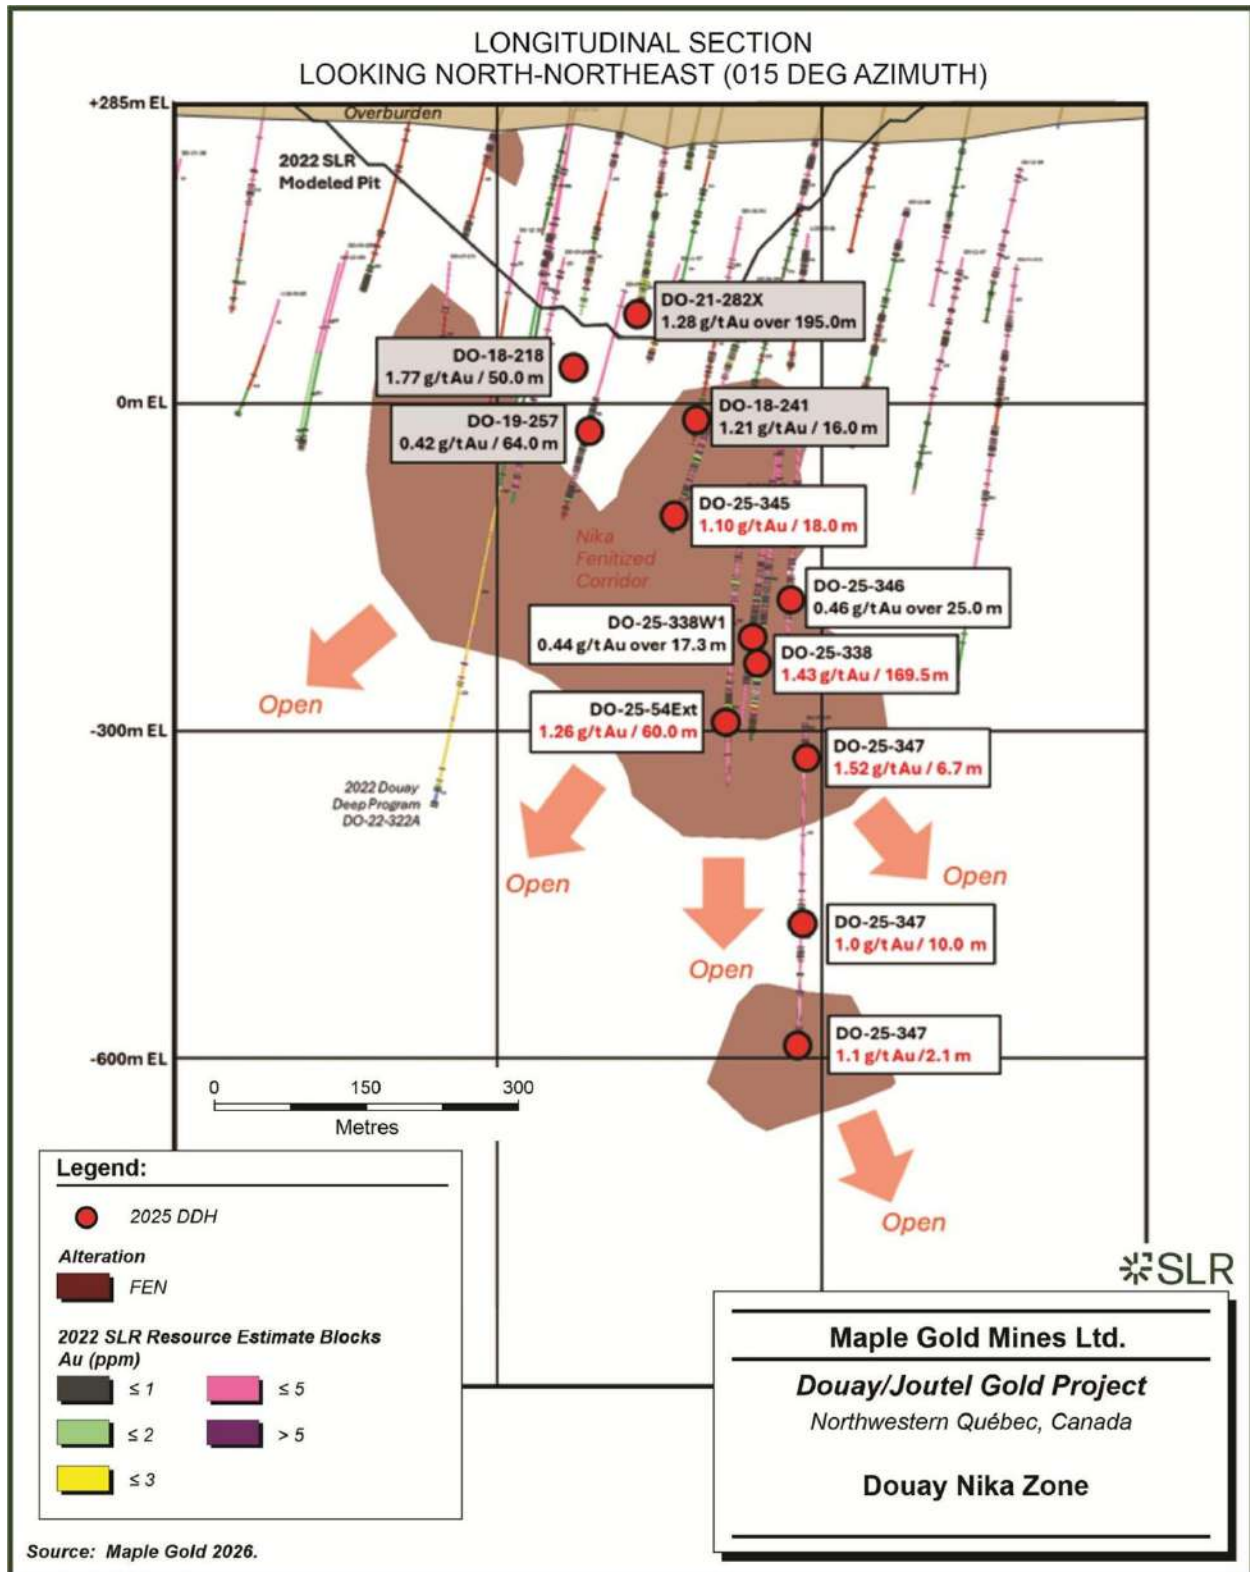 LONGITUDINAL SECTION
LOOKING NORTH-NORTHEAST (015 DEG AZIMUTH)
+285m EL
Overburden
2022 SLR
Modeled Pit
DO-21-282X
1.28 g/t Au over 195.0m
DO-18-218
1.77 g/t Au / 50.0 m
0m EL
DO-18-241
1.21 g/t Au / 16.0 m
DO-19-257
0.42 g/t Au / 64.0 m
DO-25-345
1.10 g/t Au / 18.0 m
Nika
Fenitized
Corridor
DO-25-346
0.46 g/t Au over 25.0 m
DO-25-338W1
0.44 g/t Au over 17.3 m
DO-25-338
1.43 g/t Au / 169.5 m
Open
DO-25-54Ext
1.26 g/t Au / 60.0 m
-300m EL
DO-25-347
1.52 g/t Au / 6.7 m
2022 Douay
Deep Program
DO-22-322A
Open
Open
DO-25-347
1.0 g/t Au / 10.0 m
Open
DO-25-347
1.1 g/t Au /2.1 m
-600m EL
0 150 300
Metres
Open
Legend:
2025 DDH
Alteration
FEN
2022 SLR Resource Estimate Blocks
Au (ppm)
≤ 1 ≤ 5
≤ 2 > 5
≤ 3
SLR
Maple Gold Mines Ltd.
Douay/Joutel Gold Project
Northwestern Québec, Canada
Douay Nika Zone
Source: Maple Gold 2026.